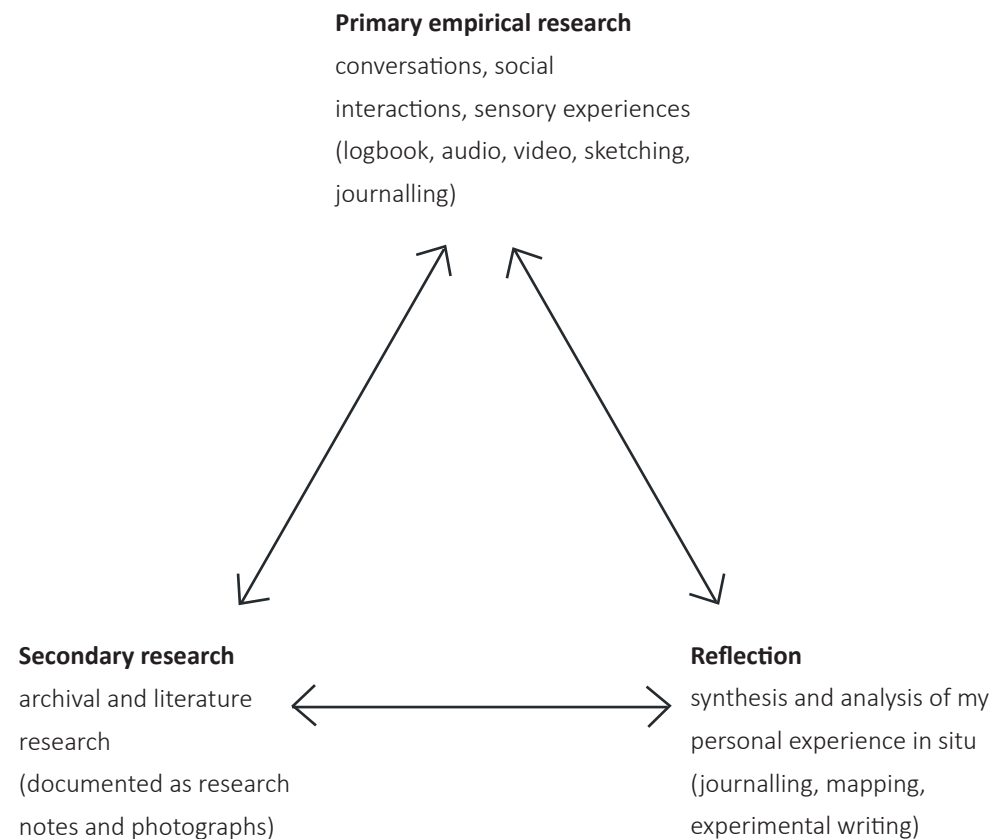 Primary empirical research
conversations, social
interactions, sensory experiences
(logbook, audio, video, sketching,
journalling)
Secondary research
archival and literature
research
(documented as research
notes and photographs)
Reflection
synthesis and analysis of my
personal experience in situ
(journalling, mapping,
experimental writing)